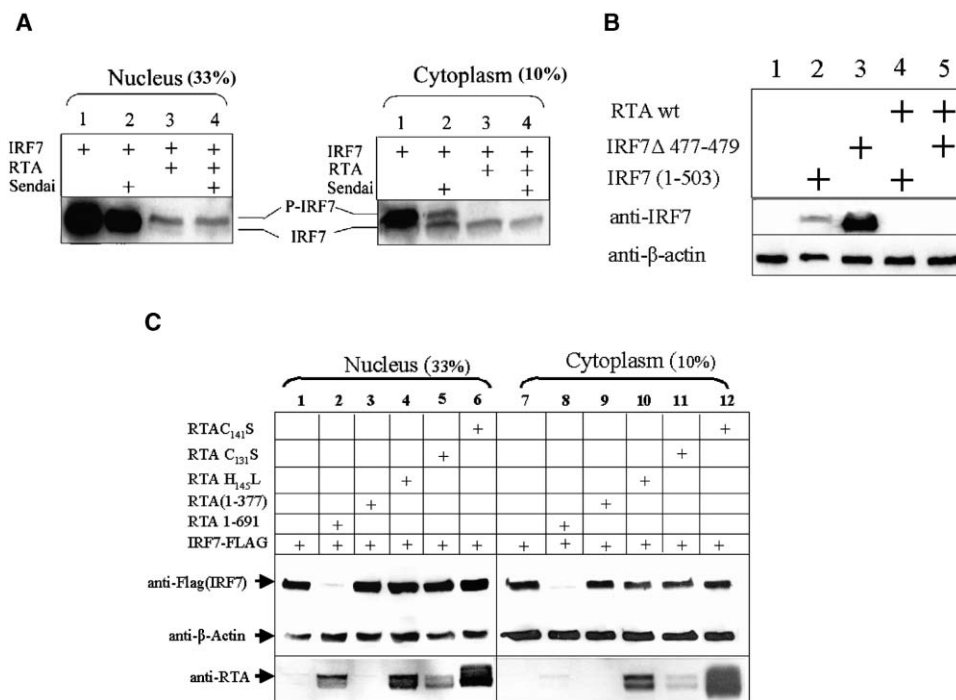 A
Nucleus (33%)
1 2 3 4
IRF7 + + + +
RTA + +
Sendai + +
P-IRF7
IRF7
Cytoplasm (10%)
1 2 3 4
IRF7 + + + +
RTA + +
Sendai + +
B
1 2 3 4 5
RTA wt + +
IRF7Δ 477-479 + +
IRF7 (1-503) + +
anti-IRF7
anti-β-actin
C
Nucleus (33%) Cytoplasm (10%)
1 2 3 4 5 6 7 8 9 10 11 12
RTAC₁₄₁S + +
RTA C₁₃₁S + +
RTA H₁₄₅L + +
RTA(1-377) + +
RTA 1-691 + +
IRF7-FLAG + + + + + + + + + + + +
anti-Flag(IRF7)
anti-β-Actin
anti-RTA